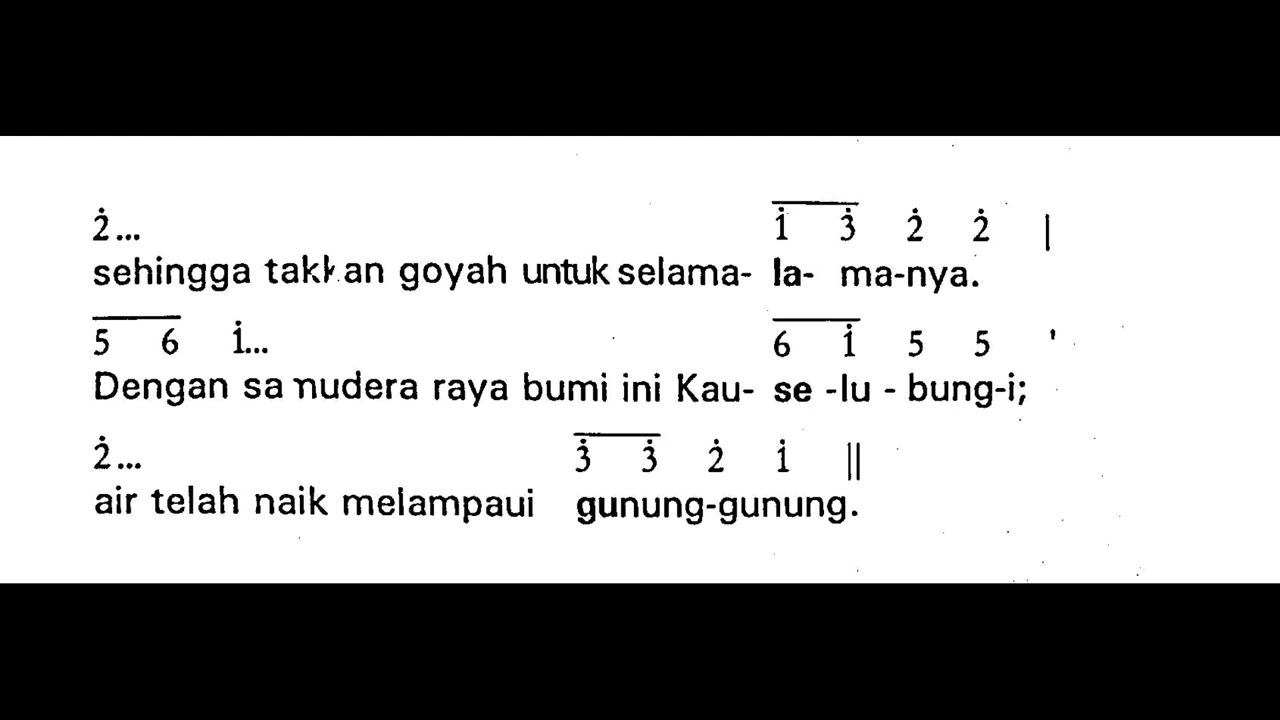 2̇... 1̇ 3̇ 2̇ 2̇ |
sehingga takkan goyah untuk selama- la- ma-nya.
5 6 1̇... 6 1̇ 5 5 '
Dengan samudera raya bumi ini Kau- se -lu - bung-i;
2̇... 3̇ 3̇ 2̇ 1̇ ||
air telah naik melampaui gunung-gunung.